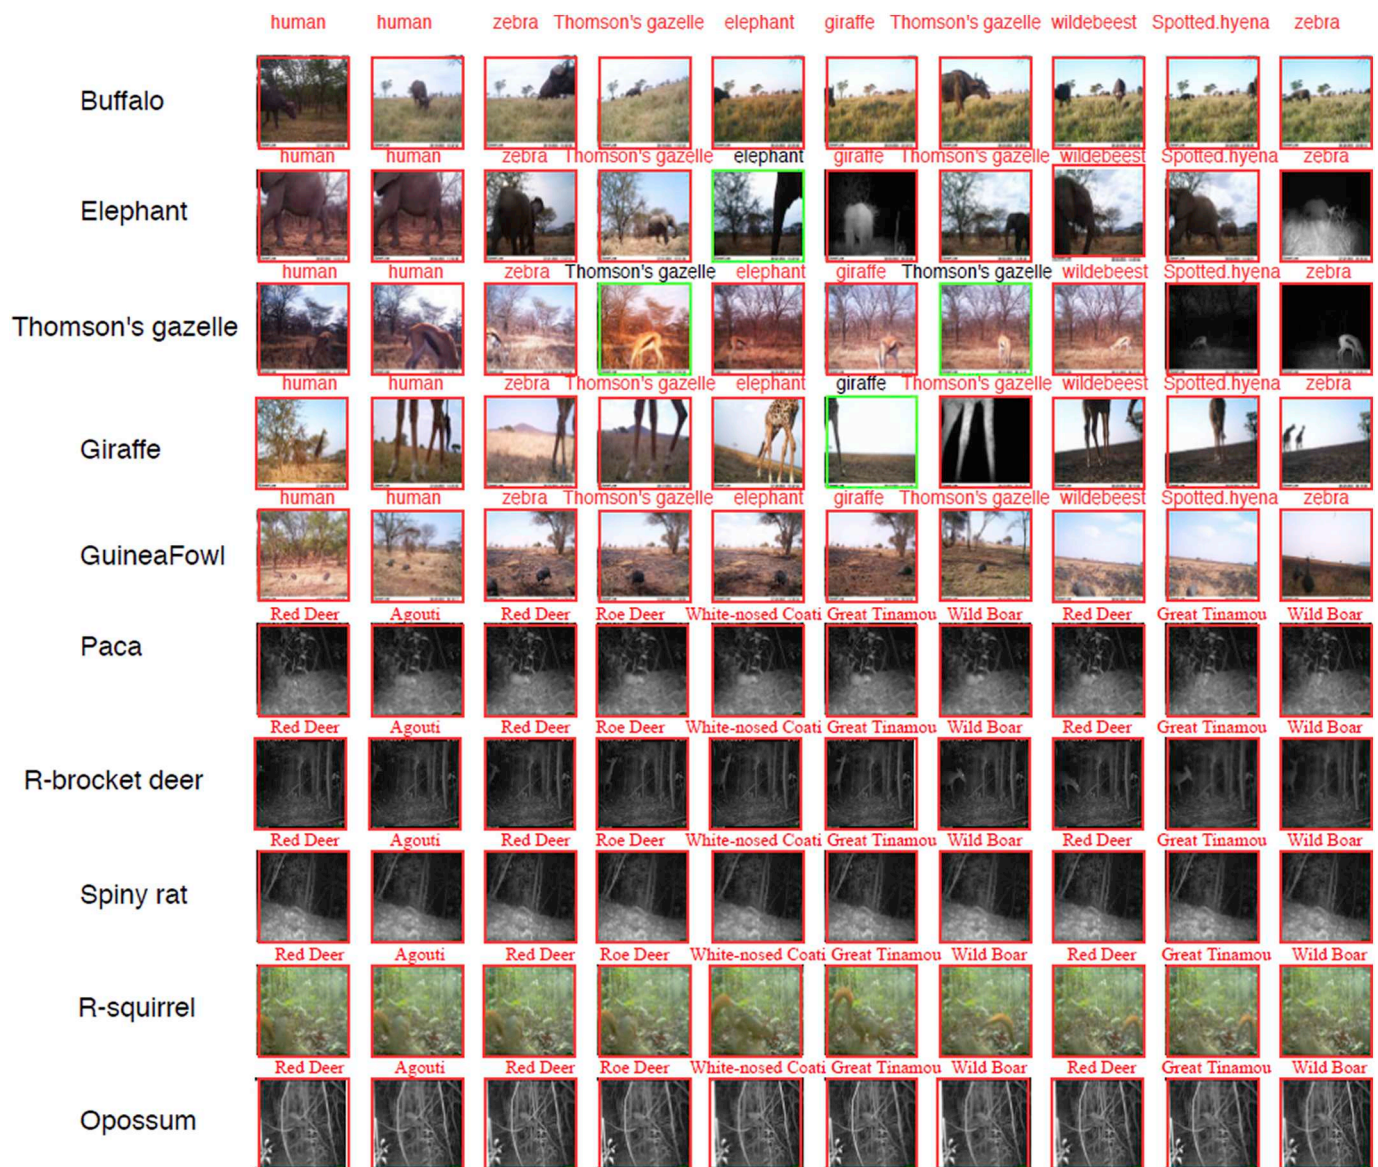 human human zebra Thomson's gazelle elephant giraffe Thomson's gazelle wildebeest Spotted.hyena zebra
Buffalo
human human zebra Thomson's gazelle elephant giraffe Thomson's gazelle wildebeest Spotted.hyena zebra
Elephant
human human zebra Thomson's gazelle elephant giraffe Thomson's gazelle wildebeest Spotted.hyena zebra
Thomson's gazelle
human human zebra Thomson's gazelle elephant giraffe Thomson's gazelle wildebeest Spotted.hyena zebra
Giraffe
human human zebra Thomson's gazelle elephant giraffe Thomson's gazelle wildebeest Spotted.hyena zebra
GuineaFowl
Red Deer Agouti Red Deer Roe Deer White-nosed Coati Great Tinamou Wild Boar Red Deer Great Tinamou Wild Boar
Paca
Red Deer Agouti Red Deer Roe Deer White-nosed Coati Great Tinamou Wild Boar Red Deer Great Tinamou Wild Boar
R-brocket deer
Red Deer Agouti Red Deer Roe Deer White-nosed Coati Great Tinamou Wild Boar Red Deer Great Tinamou Wild Boar
Spiny rat
Red Deer Agouti Red Deer Roe Deer White-nosed Coati Great Tinamou Wild Boar Red Deer Great Tinamou Wild Boar
R-squirrel
Red Deer Agouti Red Deer Roe Deer White-nosed Coati Great Tinamou Wild Boar Red Deer Great Tinamou Wild Boar
Opossum